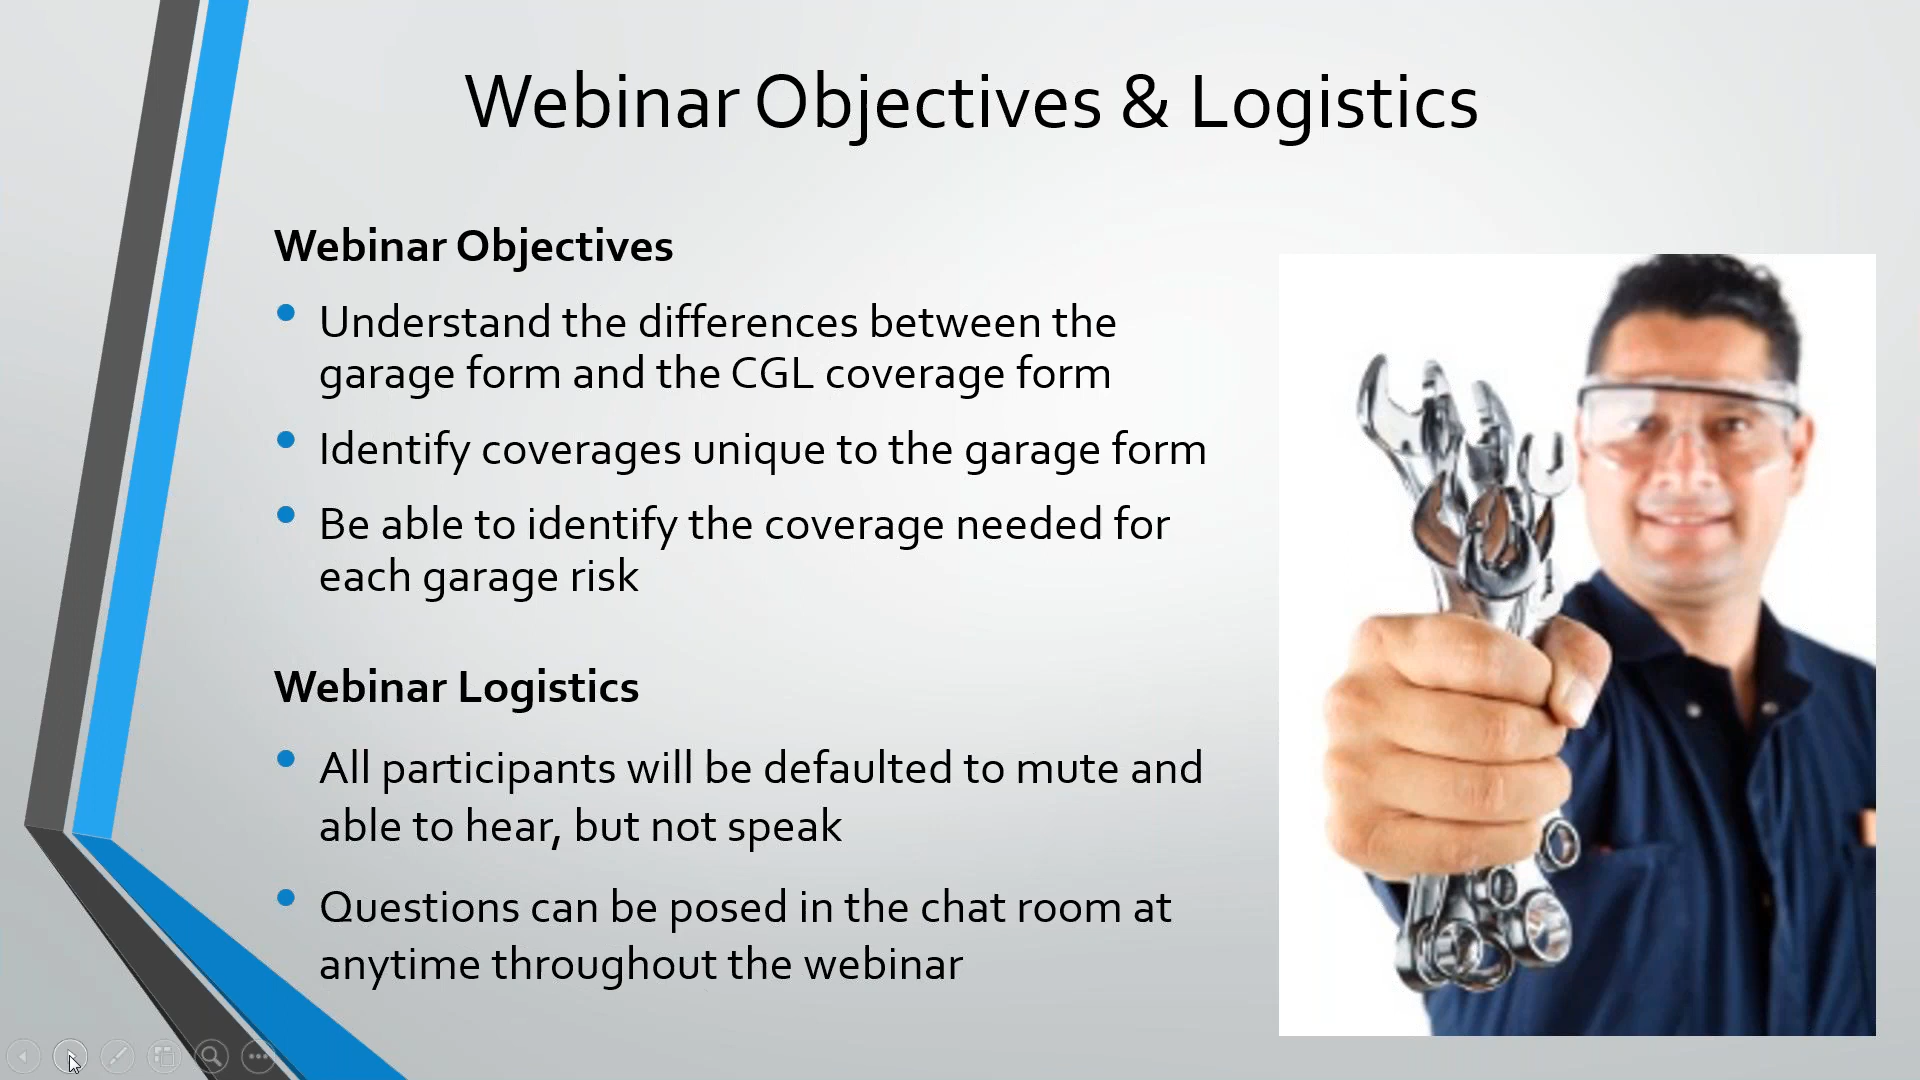 Webinar Objectives & Logistics
Webinar Objectives
Understand the differences between the
garage form and the CGL coverage form
Identify coverages unique to the garage form
Be able to identify the coverage needed for
each garage risk
Webinar Logistics
All participants will be defaulted to mute and
able to hear, but not speak
Questions can be posed in the chat room at
anytime throughout the webinar